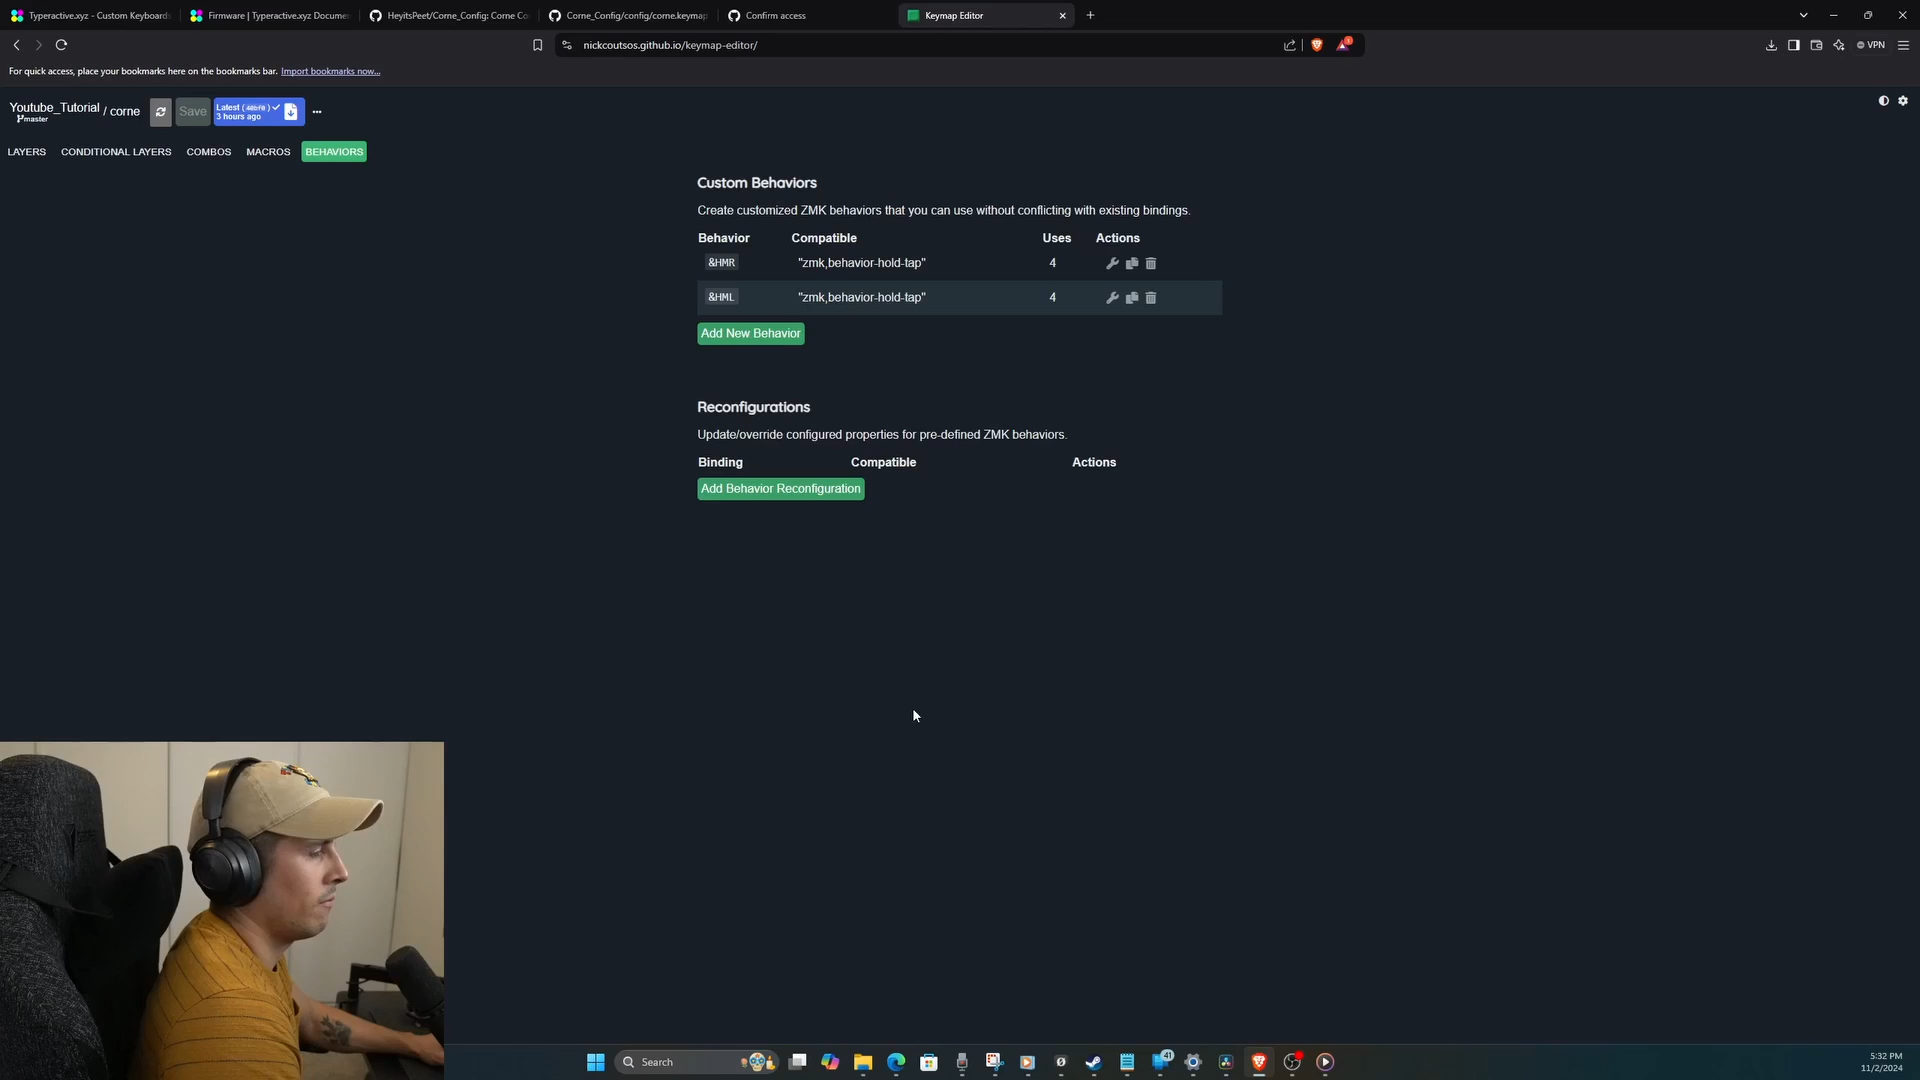 Typeractive.xyz - Custom Keyboards
Firmware | Typeractive.xyz Documen
HeyitsPeet/Corne_Config: Corne Co
Corne_Config/config/corne.keymap
Confirm access
Keymap Editor
nickcoutsos.github.io/keymap-editor/
1
VPN
For quick access, place your bookmarks here on the bookmarks bar. Import bookmarks now...
Youtube_Tutorial / corne
master
Save
Latest (
)
3 hours ago
LAYERS
CONDITIONAL LAYERS
COMBOS
MACROS
BEHAVIORS
Custom Behaviors
Create customized ZMK behaviors that you can use without conflicting with existing bindings.
Behavior Compatible Uses Actions
&HMR "zmk,behavior-hold-tap" 4
&HML "zmk,behavior-hold-tap" 4
Add New Behavior
Reconfigurations
Update/override configured properties for pre-defined ZMK behaviors.
Binding Compatible Actions
Add Behavior Reconfiguration
Search
41
5:32 PM
11/2/2024